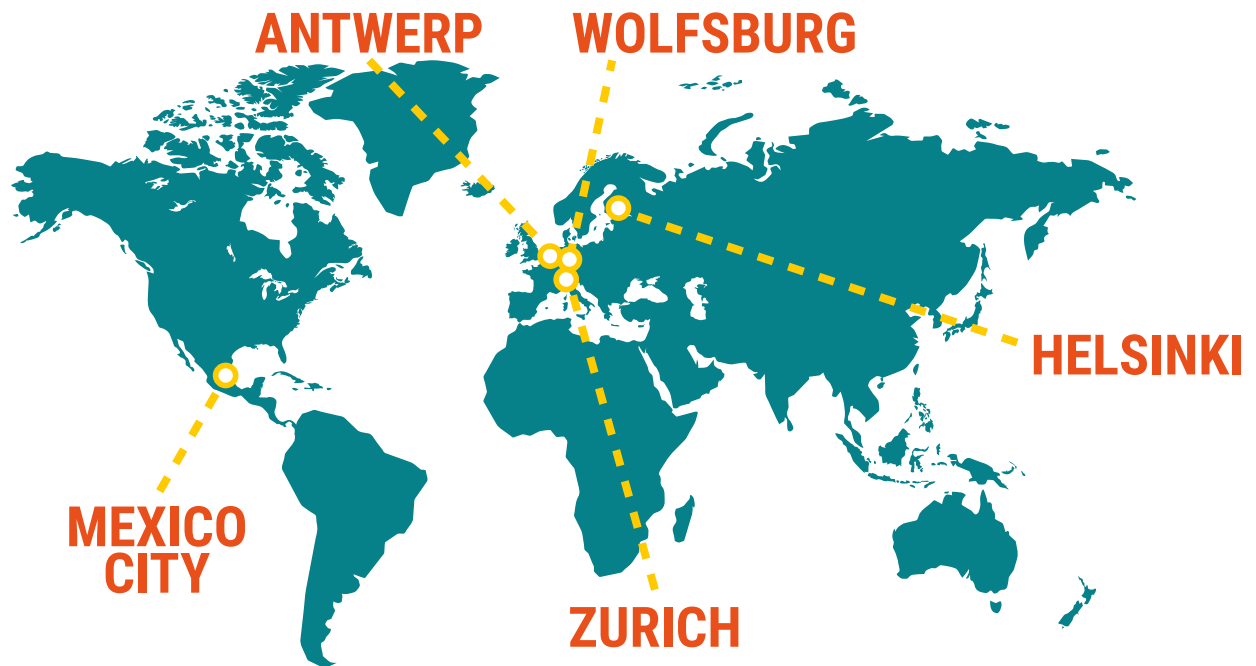 ANTWERP
WOLFSBURG
HELSINKI
MEXICO
CITY
ZURICH